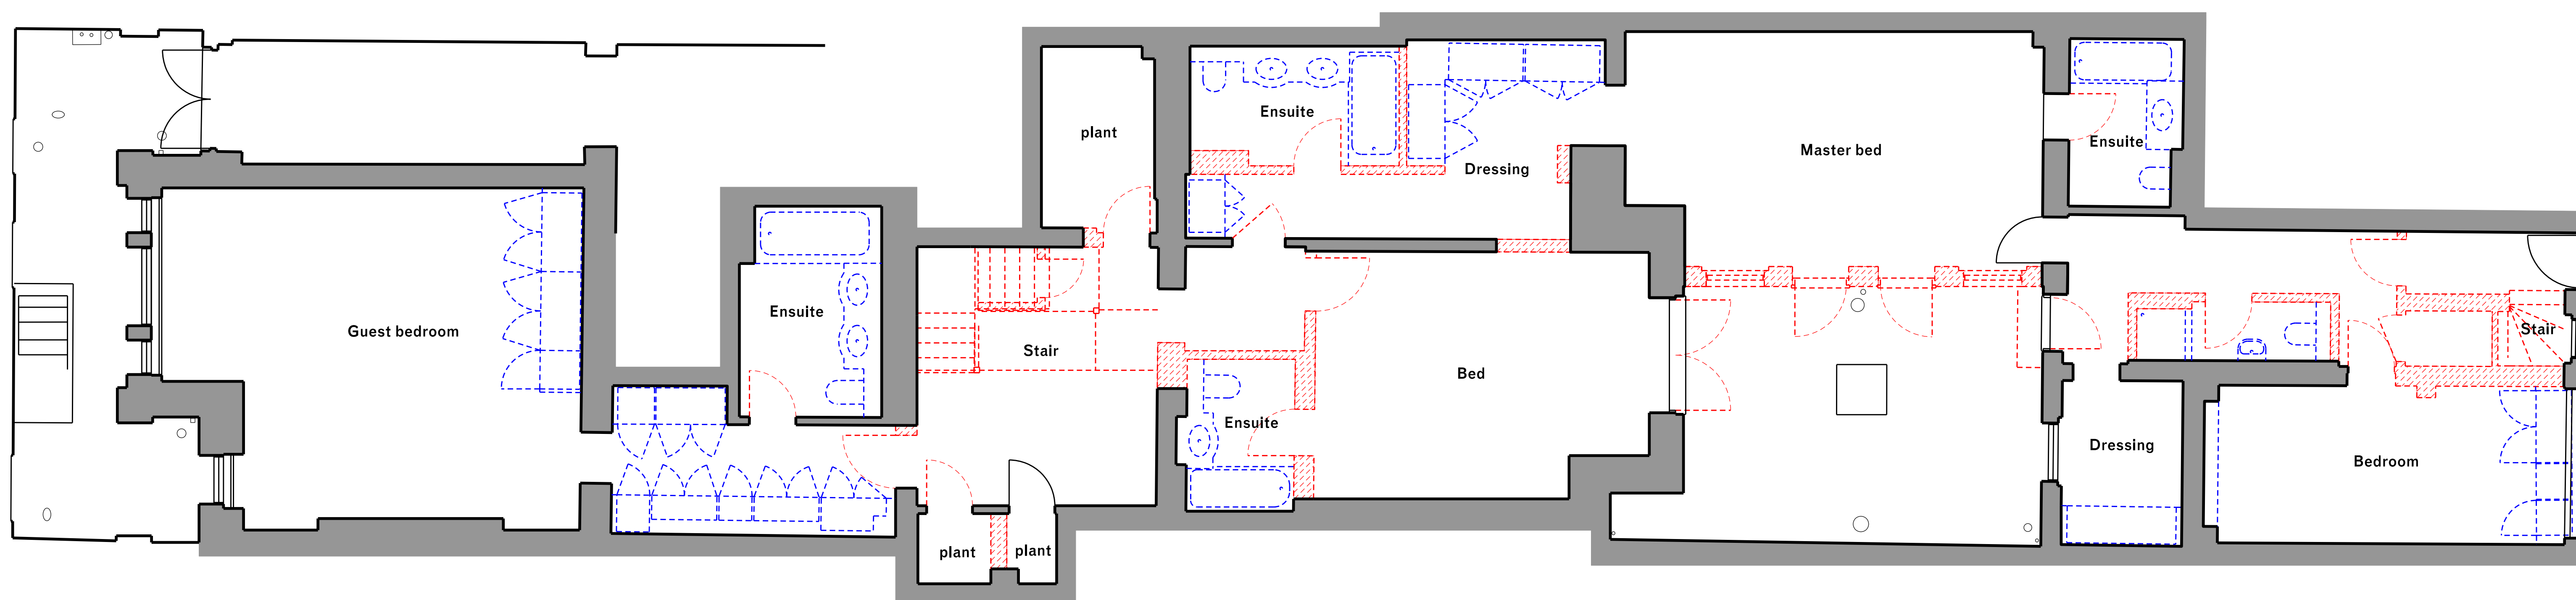 plant
Ensuite
Dressing
Master bed
Ensuite
Guest bedroom
Ensuite
Stair
Bed
Stair
Ensuite
Dressing
Bedroom
plant
plant